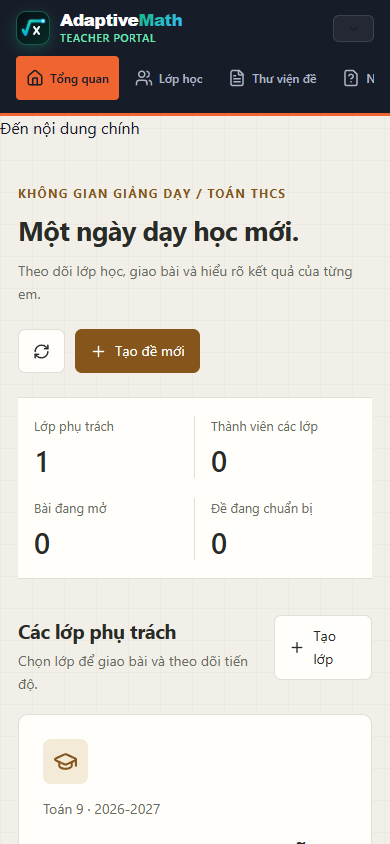 AdaptiveMath
TEACHER PORTAL
Tổng quan
Lớp học
Thư viện đề
N
Đến nội dung chính
KHÔNG GIAN GIẢNG DẠY / TOÁN THCS
Một ngày dạy học mới.
Theo dõi lớp học, giao bài và hiểu rõ kết quả của từng
em.
Tạo đề mới
Lớp phụ trách
Thành viên các lớp
1
0
Bài đang mở
Đề đang chuẩn bị
0
0
Các lớp phụ trách
Chọn lớp để giao bài và theo dõi tiến
độ.
Tạo
lớp
Toán 9 · 2026-2027